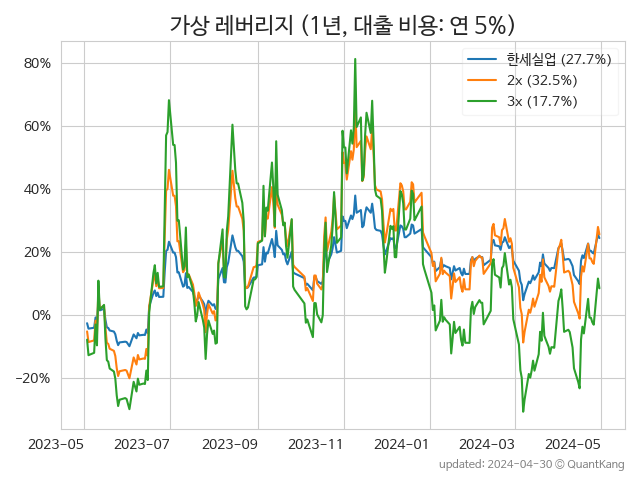 가상 레버리지 (1년, 대출 비용: 연 5%)
한세실업 (27.7%)
2x (32.5%)
3x (17.7%)
80%
60%
40%
20%
0%
−20%
2023-05 2023-07 2023-09 2023-11 2024-01 2024-03 2024-05
updated: 2024-04-30 © QuantKang